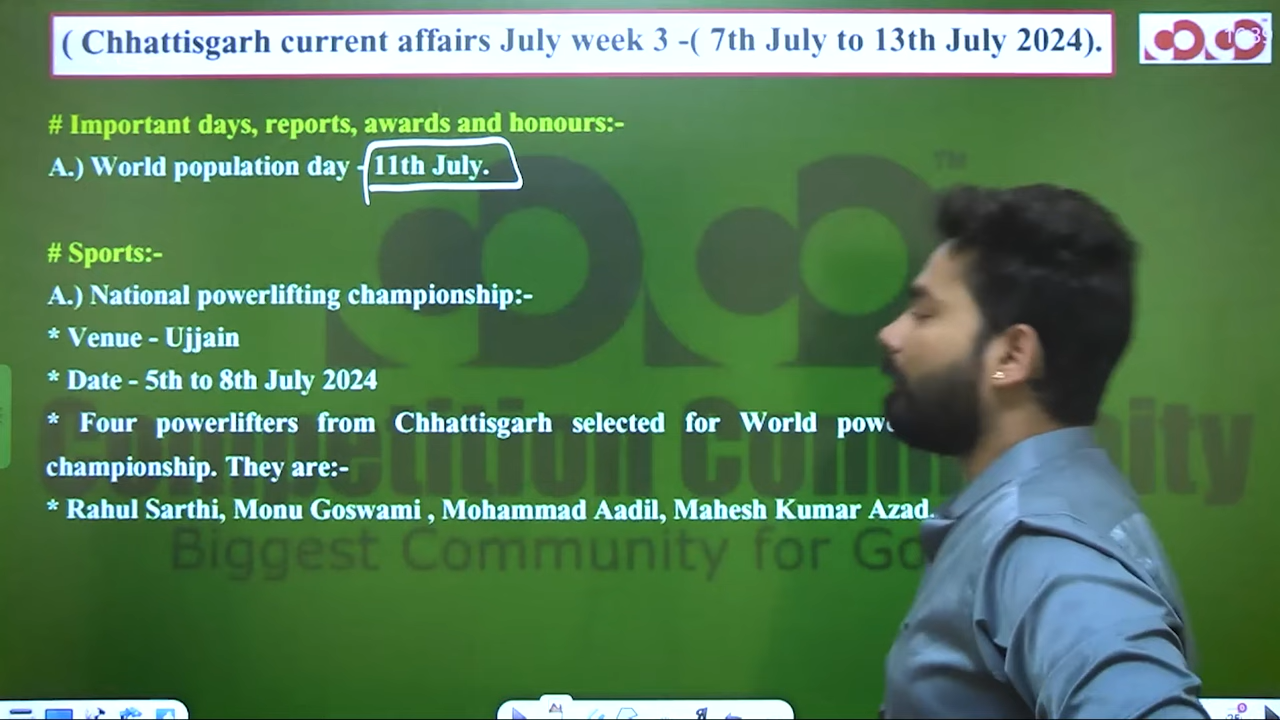 ( Chhattisgarh current affairs July week 3 -( 7th July to 13th July 2024).
# Important days, reports, awards and honours:-
A.) World population day - 11th July.
TM
# Sports:-
A.) National powerlifting championship:-
* Venue - Ujjain
* Date - 5th to 8th July 2024
* Four powerlifters from Chhattisgarh selected for World
championship. They are:-
* Rahul Sarthi, Monu Goswami , Mohammad Aadil, Mahesh Kumar Azad.
Competition Community
Biggest Community for